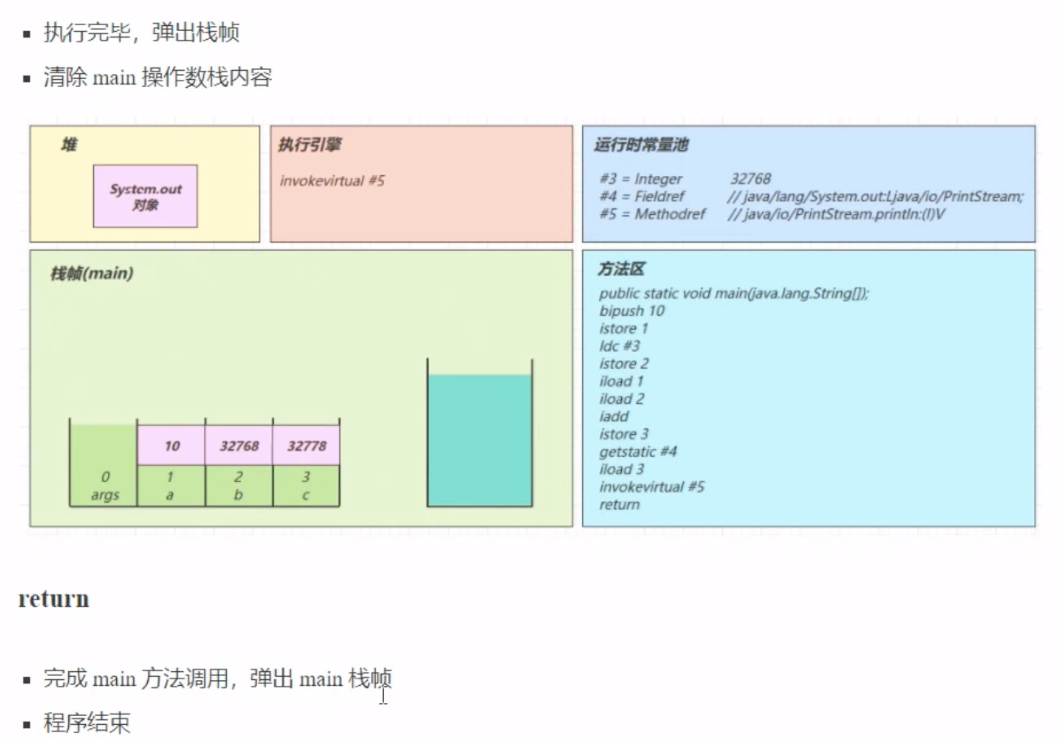 执行完毕，弹出栈帧
清除 main 操作数栈内容
堆
System.out
对象
执行引擎
invokevirtual #5
运行时常量池
#3 = Integer 32768
#4 = Fieldref // java/lang/System.out:Ljava/io/PrintStream;
#5 = Methodref // java/io/PrintStream.println:(I)V
栈帧(main)
10 32768 32778
0 1 2 3
args a b c
方法区
public static void main(java.lang.String[]);
bipush 10
istore 1
ldc #3
istore 2
iload 1
iload 2
iadd
istore 3
getstatic #4
iload 3
invokevirtual #5
return
return
完成 main 方法调用，弹出 main 栈帧
程序结束